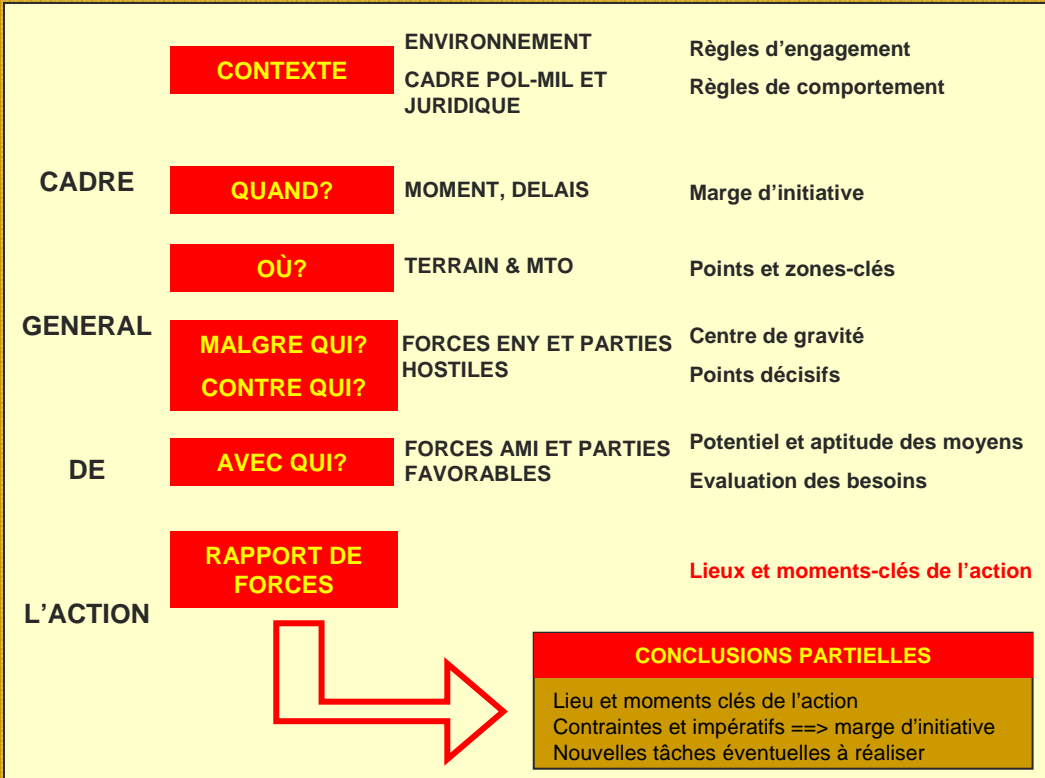 CONTEXTE
ENVIRONNEMENT
CADRE POL-MIL ET
JURIDIQUE
Règles d'engagement
Règles de comportement
CADRE
QUAND?
MOMENT, DELAIS
Marge d'initiative
OÙ?
TERRAIN & MTO
Points et zones-clés
GENERAL
MALGRE QUI?
CONTRE QUI?
FORCES ENY ET PARTIES
HOSTILES
Centre de gravité
Points décisifs
DE
AVEC QUI?
FORCES AMI ET PARTIES
FAVORABLES
Potentiel et aptitude des moyens
Evaluation des besoins
L'ACTION
RAPPORT DE
FORCES
Lieux et moments-clés de l'action
CONCLUSIONS PARTIELLES
Lieu et moments clés de l'action
Contraintes et impératifs ==> marge d'initiative
Nouvelles tâches éventuelles à réaliser